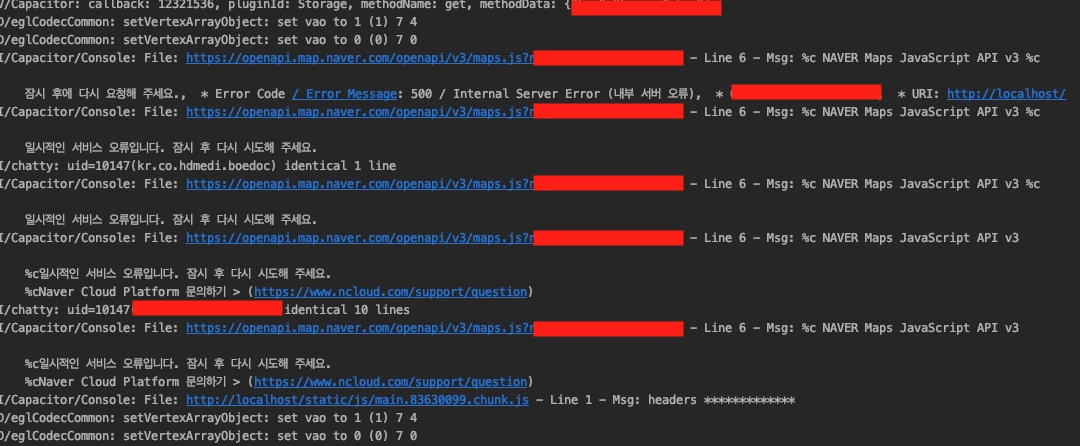 V/Capacitor: callback: 12321536, pluginId: Storage, methodName: get, methodData: {
D/eglCodecCommon: setVertexArrayObject: set vao to 1 (1) 7 4
D/eglCodecCommon: setVertexArrayObject: set vao to 0 (0) 7 0
I/Capacitor/Console: File: https://openapi.map.naver.com/openapi/v3/maps.js? - Line 6 - Msg: %c NAVER Maps JavaScript API v3 %c
잠시 후에 다시 요청해 주세요., * Error Code / Error Message: 500 / Internal Server Error (내부 서버 오류), * * URI: http://localhost/
I/Capacitor/Console: File: https://openapi.map.naver.com/openapi/v3/maps.js? - Line 6 - Msg: %c NAVER Maps JavaScript API v3 %c
일시적인 서비스 오류입니다. 잠시 후 다시 시도해 주세요.
I/chatty: uid=10147(kr.co.hdmedi.boedoc) identical 1 line
I/Capacitor/Console: File: https://openapi.map.naver.com/openapi/v3/maps.js? - Line 6 - Msg: %c NAVER Maps JavaScript API v3 %c
일시적인 서비스 오류입니다. 잠시 후 다시 시도해 주세요.
I/Capacitor/Console: File: https://openapi.map.naver.com/openapi/v3/maps.js? - Line 6 - Msg: %c NAVER Maps JavaScript API v3
%c일시적인 서비스 오류입니다. 잠시 후 다시 시도해 주세요.
%cNaver Cloud Platform 문의하기 > (https://www.ncloud.com/support/question)
I/chatty: uid=10147 identical 10 lines
I/Capacitor/Console: File: https://openapi.map.naver.com/openapi/v3/maps.js? - Line 6 - Msg: %c NAVER Maps JavaScript API v3
%c일시적인 서비스 오류입니다. 잠시 후 다시 시도해 주세요.
%cNaver Cloud Platform 문의하기 > (https://www.ncloud.com/support/question)
I/Capacitor/Console: File: http://localhost/static/js/main.83630099.chunk.js - Line 1 - Msg: headers *************
D/eglCodecCommon: setVertexArrayObject: set vao to 1 (1) 7 4
D/eglCodecCommon: setVertexArrayObject: set vao to 0 (0) 7 0